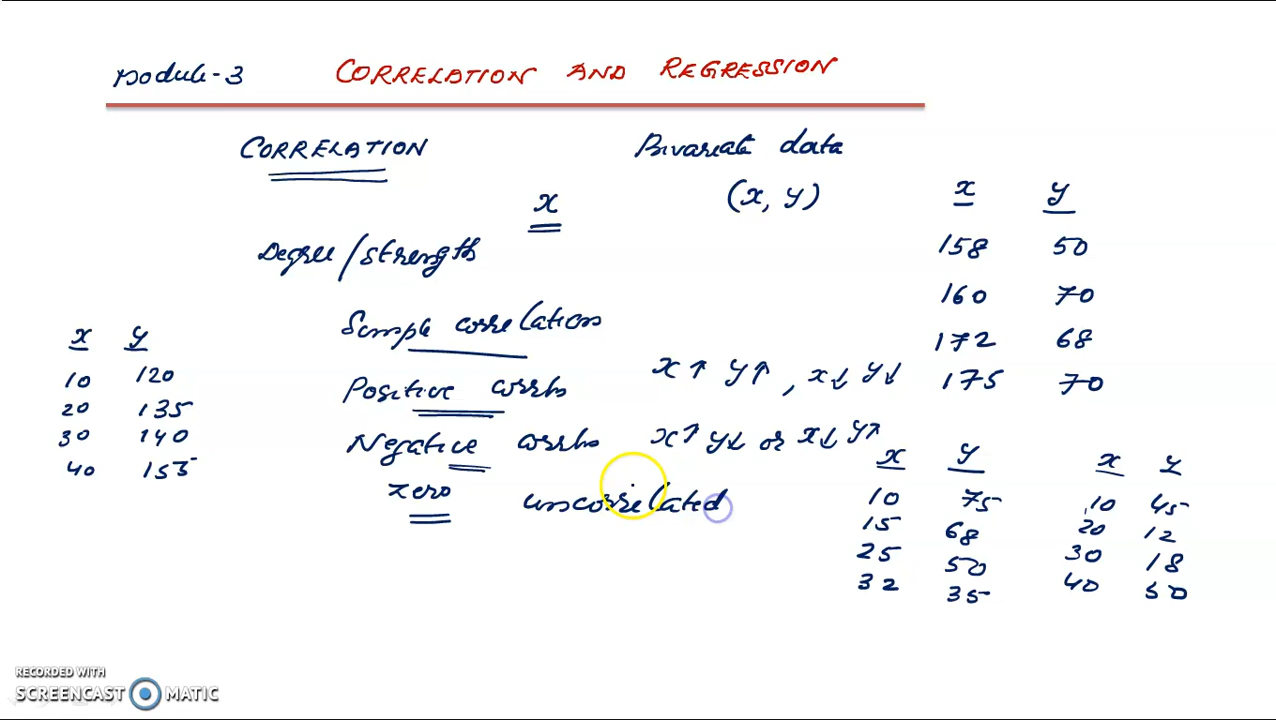 Module-3 CORRELATION AND REGRESSION
CORRELATION Bivariate data
x (x, y) x y
Degree/strength 158 50
160 70
172 68
175 70
Simple correlation
x y
10 120
20 135
30 140
40 153
Positive x↑ y↑, x↓ y↓
Negative x↑ y↓ or x↓ y↑
zero uncorrelated
x y
10 75
15 68
25 50
32 35
x y
10 45
20 12
30 18
40 50
RECORDED WITH
SCREENCAST MATIC